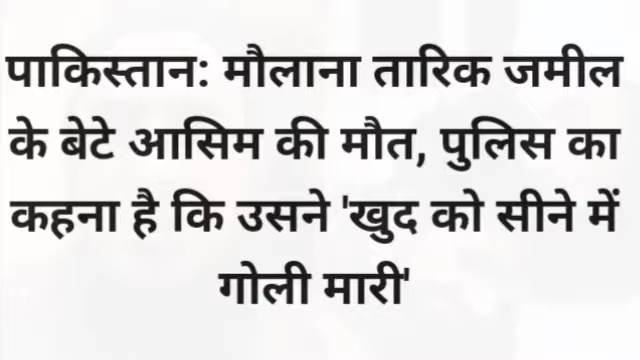 पाकिस्तान: मौलाना तारिक जमील
के बेटे आसिम की मौत, पुलिस का
कहना है कि उसने 'खुद को सीने में
गोली मारी'